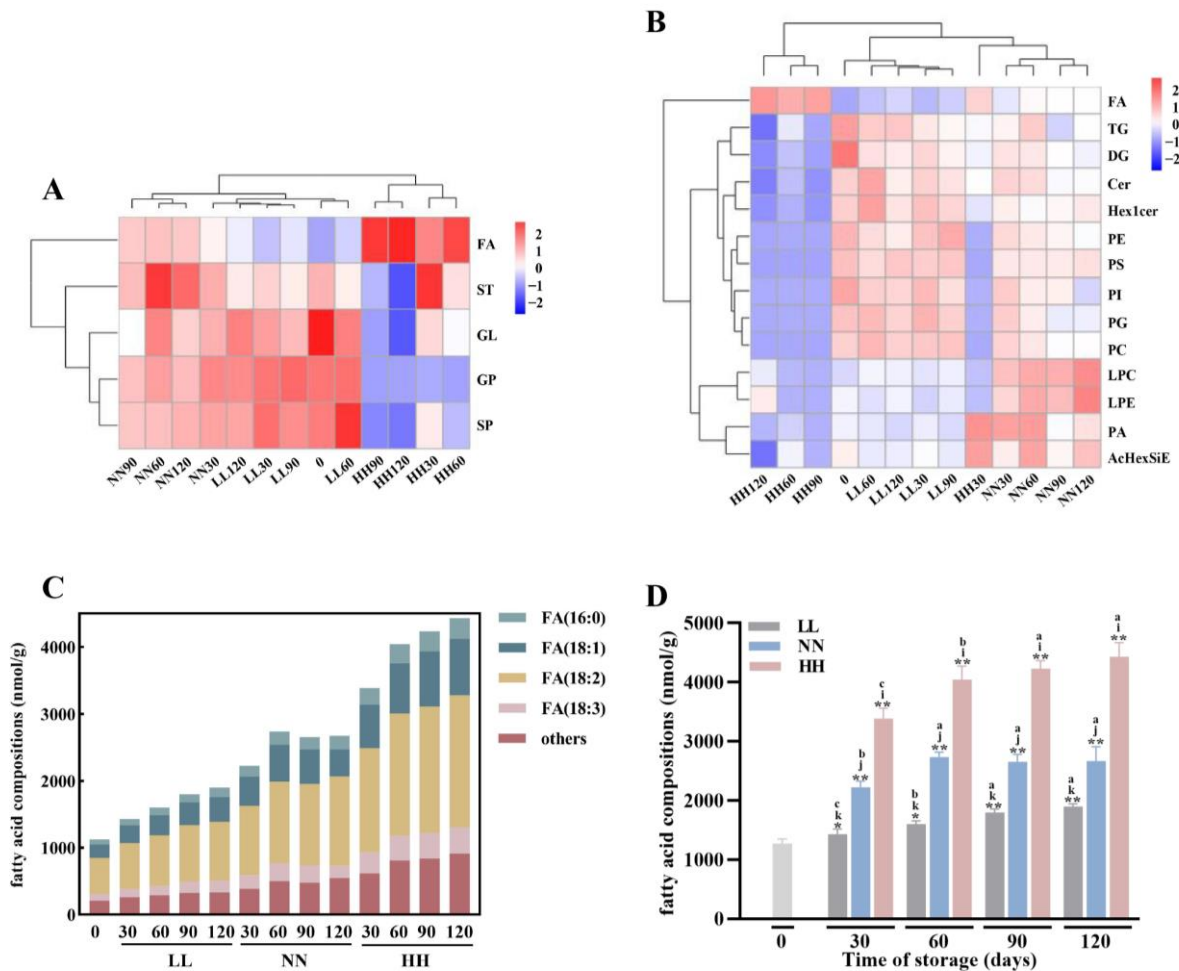 A
FA
ST
GL
GP
SP
2
1
0
−1
−2
NN90
NN60
NN120
NN30
LL120
LL30
LL90
0
LL60
HH90
HH120
HH30
HH60
B
FA
TG
DG
Cer
Hex1cer
PE
PS
PI
PG
PC
LPC
LPE
PA
AcHexSiE
2
1
0
−1
−2
HH120
HH60
HH90
0
LL60
LL120
LL30
LL90
HH30
NN30
NN60
NN90
NN120
C
fatty acid compositions (nmol/g)
4000
3000
2000
1000
0
FA(16:0)
FA(18:1)
FA(18:2)
FA(18:3)
others
0 30 60 90 120 30 60 90 120 30 60 90 120
LL NN HH
D
fatty acid compositions (nmol/g)
5000
4000
3000
2000
1000
0
LL
NN
HH
c
k
*
b
j
**
c
i
**
b
k
*
a
j
**
b
i
**
a
k
**
a
j
**
a
i
**
a
k
**
a
j
**
a
i
**
0 30 60 90 120
Time of storage (days)